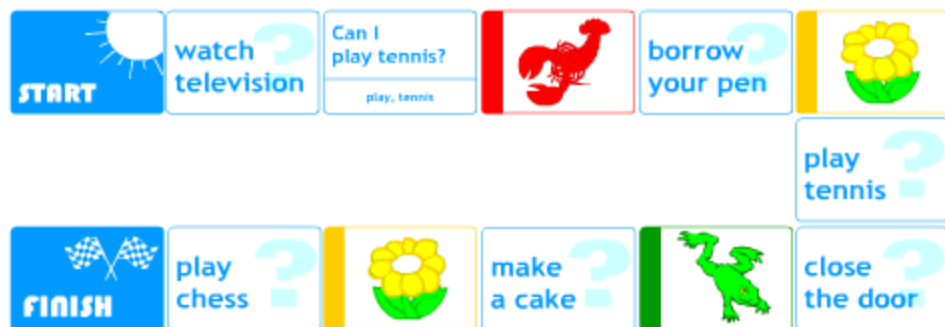 START
watch
television
?
Can I
play tennis?
play, tennis
borrow
your pen
?
play
tennis
?
close
the door
?
make
a cake
?
play
chess
?
FINISH